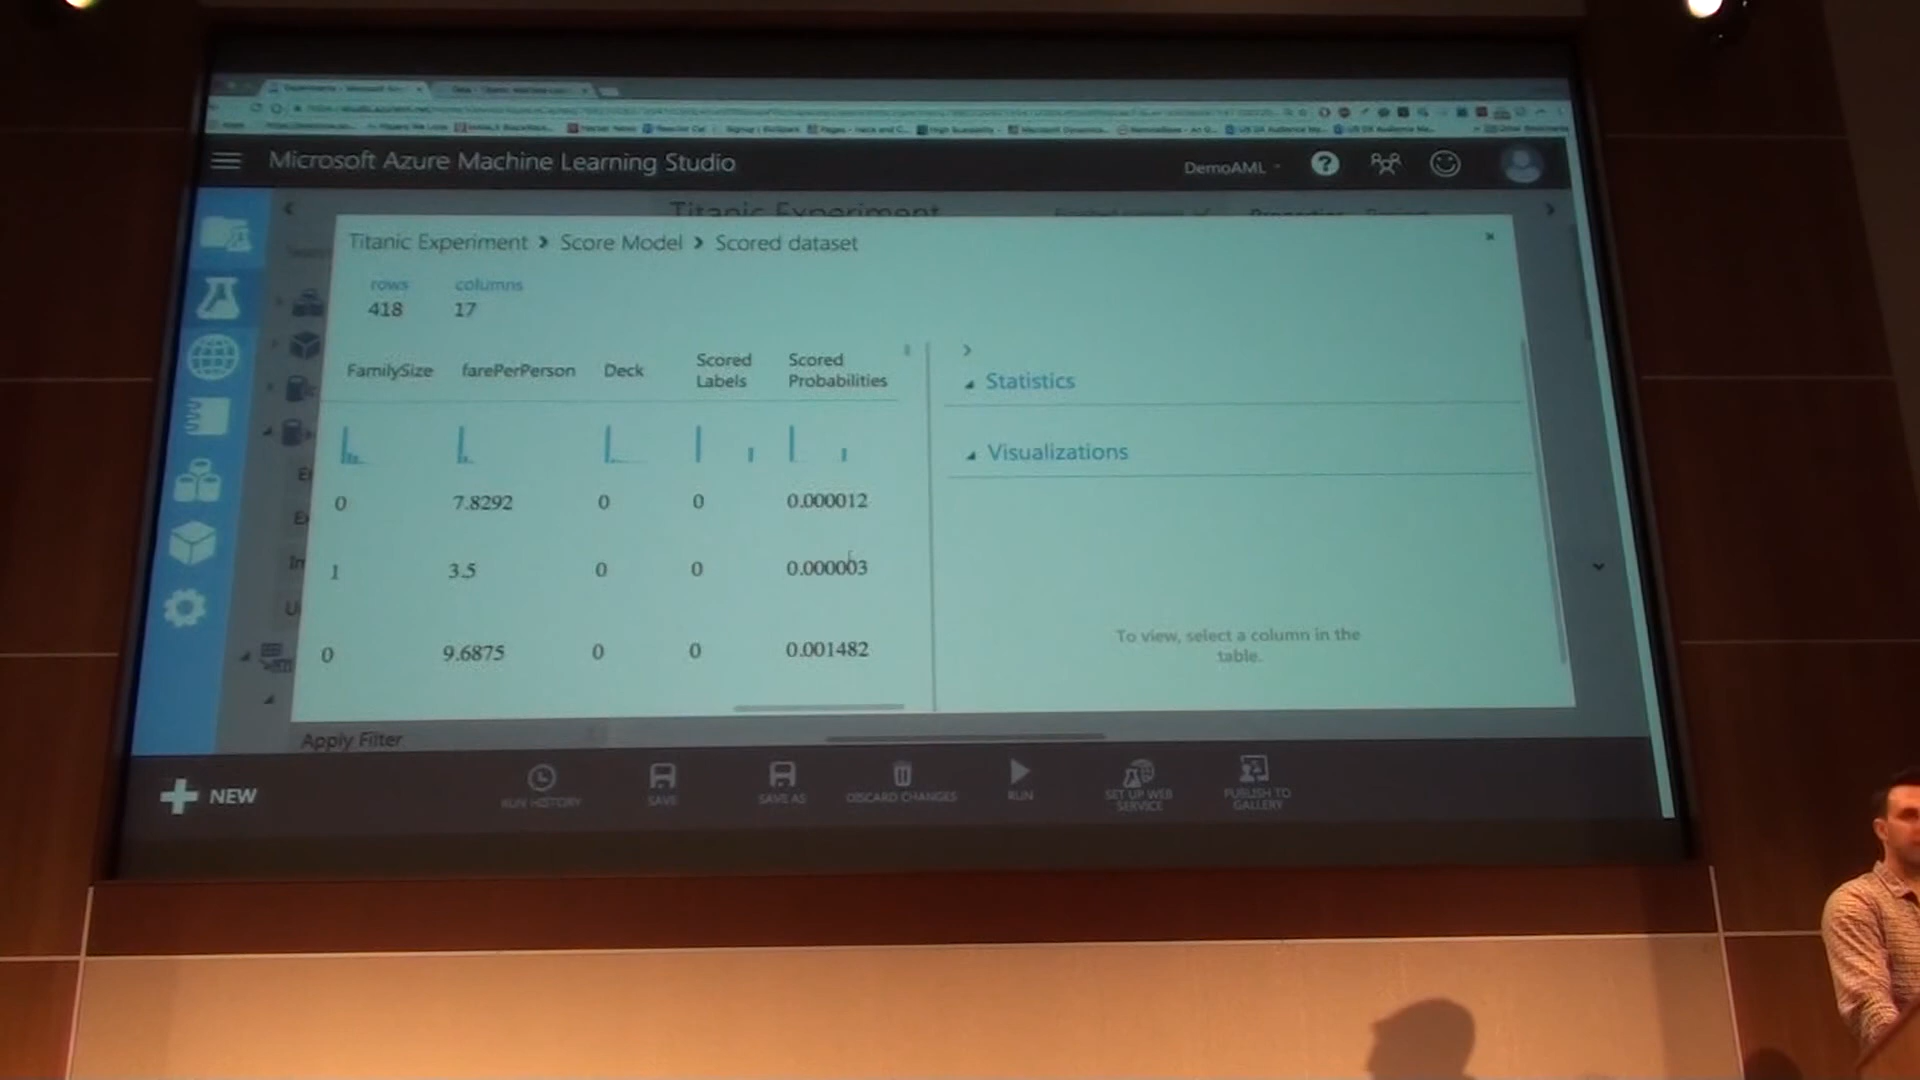 Microsoft Azure Machine Learning Studio
DemoAML
Titanic Experiment
Titanic Experiment > Score Model > Scored dataset
rows columns
418 17
FamilySize farePerPerson Deck Scored Labels Scored Probabilities
0 7.8292 0 0 0.000012
1 3.5 0 0 0.000003
0 9.6875 0 0 0.001482
Statistics
Visualizations
To view, select a column in the
table.
Apply Filter
NEW
RUN HISTORY
SAVE
SAVE AS
DISCARD CHANGES
RUN
SET UP WEB
SERVICE
PUBLISH TO
GALLERY